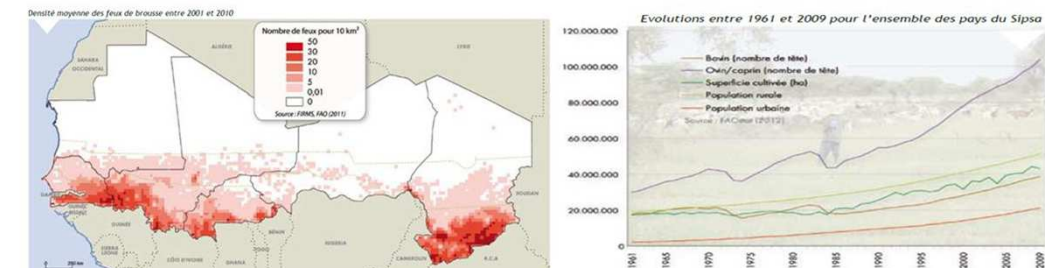 Densité moyenne des feux de brousse entre 2001 et 2010
Nombre de feux pour 10 km²
50
30
20
10
5
0,01
0
Source : FIRMS, FAO (2011)
ALGÉRIE
LIBYE
SAHARA
OCCIDENTAL
SOUDAN
GUINÉE
SIERRA
LEONE
CÔTE D'IVOIRE
GHANA
TOGO
BÉNIN
NIGERIA
CAMEROUN
R.C.A
0
Evolutions entre 1961 et 2009 pour l'ensemble des pays du Sipsa
120.000.000
100.000.000
80.000.000
60.000.000
40.000.000
20.000.000
0
Bovin (nombre de tête)
Ovin/caprin (nombre de tête)
Superficie cultivée (ha)
Population rurale
Population urbaine
1961
1965
1970
1975
1980
1985
1990
1995
2000
2005
2009